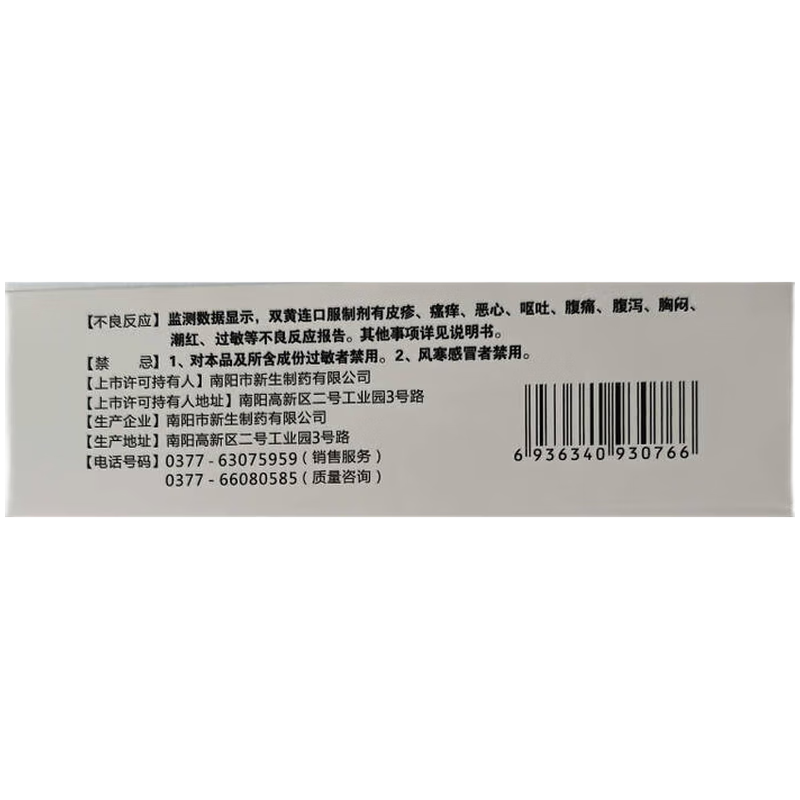 【不良反应】监测数据显示，双黄连口服制剂有皮疹、瘙痒、恶心、呕吐、腹痛、腹泻、胸闷、
潮红、过敏等不良反应报告。其他事项详见说明书。
【禁　忌】1、对本品及所含成份过敏者禁用。2、风寒感冒者禁用。
【上市许可持有人】南阳市新生制药有限公司
【上市许可持有人地址】南阳高新区二号工业园3号路
【生产企业】南阳市新生制药有限公司
【生产地址】南阳高新区二号工业园3号路
【电话号码】0377-63075959（销售服务）
0377-66080585（质量咨询）
6 936340 930766